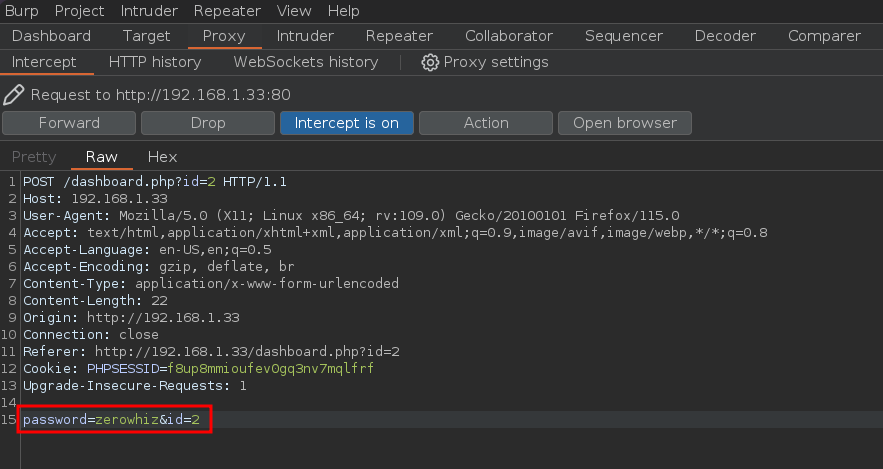 Burp Project Intruder Repeater View Help
Dashboard Target Proxy Intruder Repeater Collaborator Sequencer Decoder Comparer
Intercept HTTP history WebSockets history Proxy settings
Request to http://192.168.1.33:80
Forward Drop Intercept is on Action Open browser
Pretty Raw Hex
1 POST /dashboard.php?id=2 HTTP/1.1
2 Host: 192.168.1.33
3 User-Agent: Mozilla/5.0 (X11; Linux x86_64; rv:109.0) Gecko/20100101 Firefox/115.0
4 Accept: text/html,application/xhtml+xml,application/xml;q=0.9,image/avif,image/webp,*/*;q=0.8
5 Accept-Language: en-US,en;q=0.5
6 Accept-Encoding: gzip, deflate, br
7 Content-Type: application/x-www-form-urlencoded
8 Content-Length: 22
9 Origin: http://192.168.1.33
10 Connection: close
11 Referer: http://192.168.1.33/dashboard.php?id=2
12 Cookie: PHPSESSID=f8up8mmioufev0gq3nv7mqlfrf
13 Upgrade-Insecure-Requests: 1
14
15 password=zerowhiz&id=2